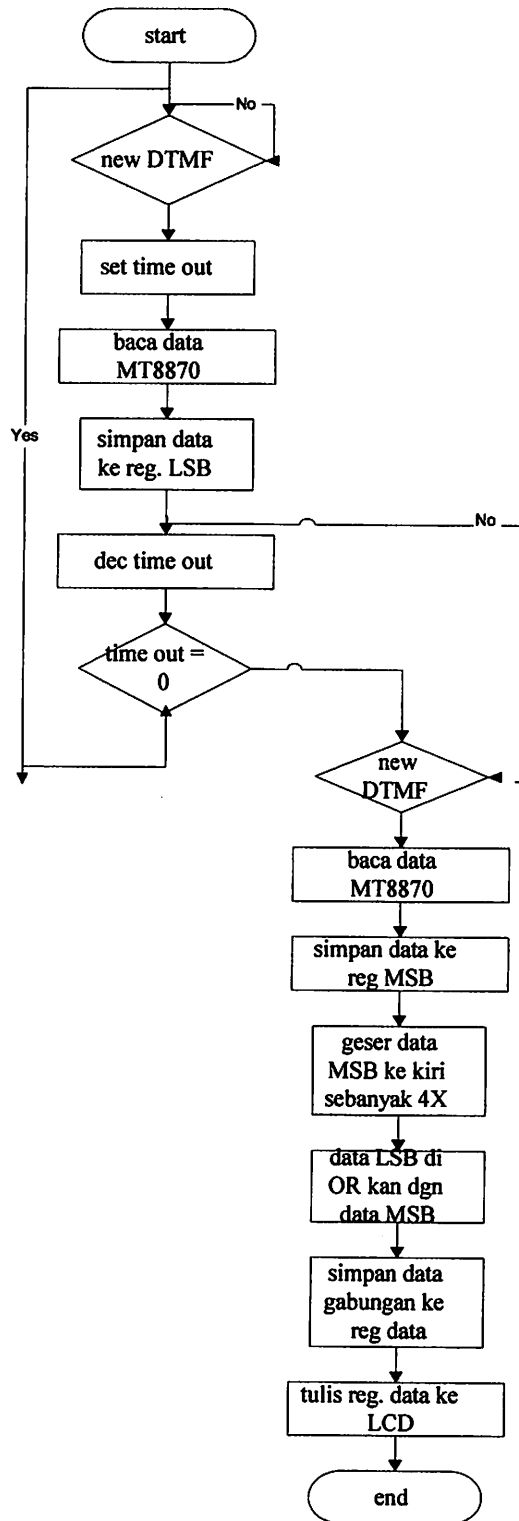 start
No
new DTMF
set time out
baca data
MT8870
Yes
simpan data
ke reg. LSB
No
dec time out
time out =
0
new
DTMF
baca data
MT8870
simpan data ke
reg MSB
geser data
MSB ke kiri
sebanyak 4X
data LSB di
OR kan dgn
data MSB
simpan data
gabungan ke
reg data
tulis reg. data ke
LCD
end